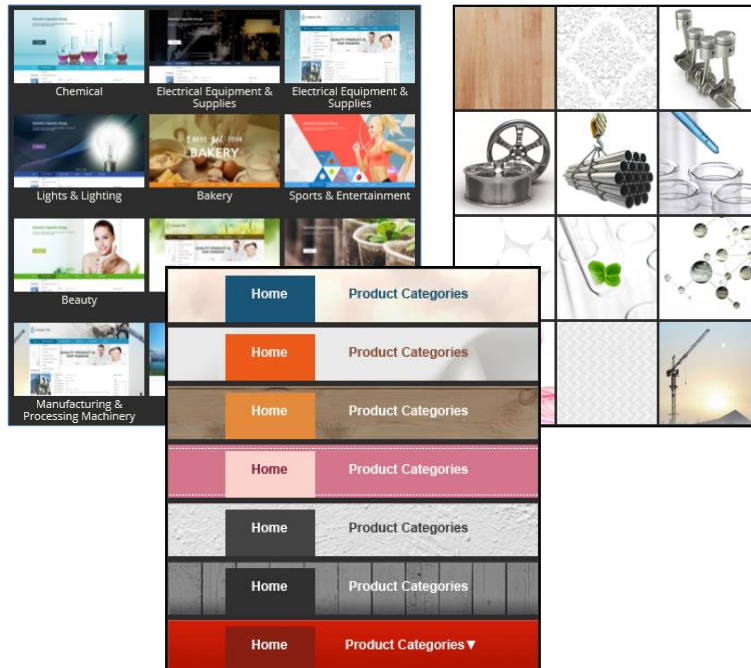 Chemical
Electrical Equipment &
Supplies
Electrical Equipment &
Supplies
Lights & Lighting
BAKERY
Bakery
Sports & Entertainment
Beauty
Manufacturing &
Processing Machinery
Home Product Categories
Home Product Categories
Home Product Categories
Home Product Categories
Home Product Categories
Home Product Categories
Home Product Categories▼